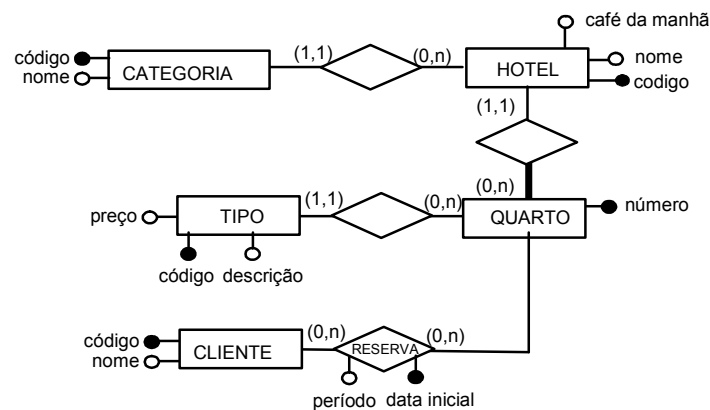 café da manhã
código
nome
CATEGORIA
(1,1)
(0,n)
HOTEL
nome
codigo
(1,1)
(0,n)
preço
TIPO
(1,1)
(0,n)
QUARTO
número
código
descrição
código
nome
CLIENTE
(0,n)
RESERVA
(0,n)
período
data inicial